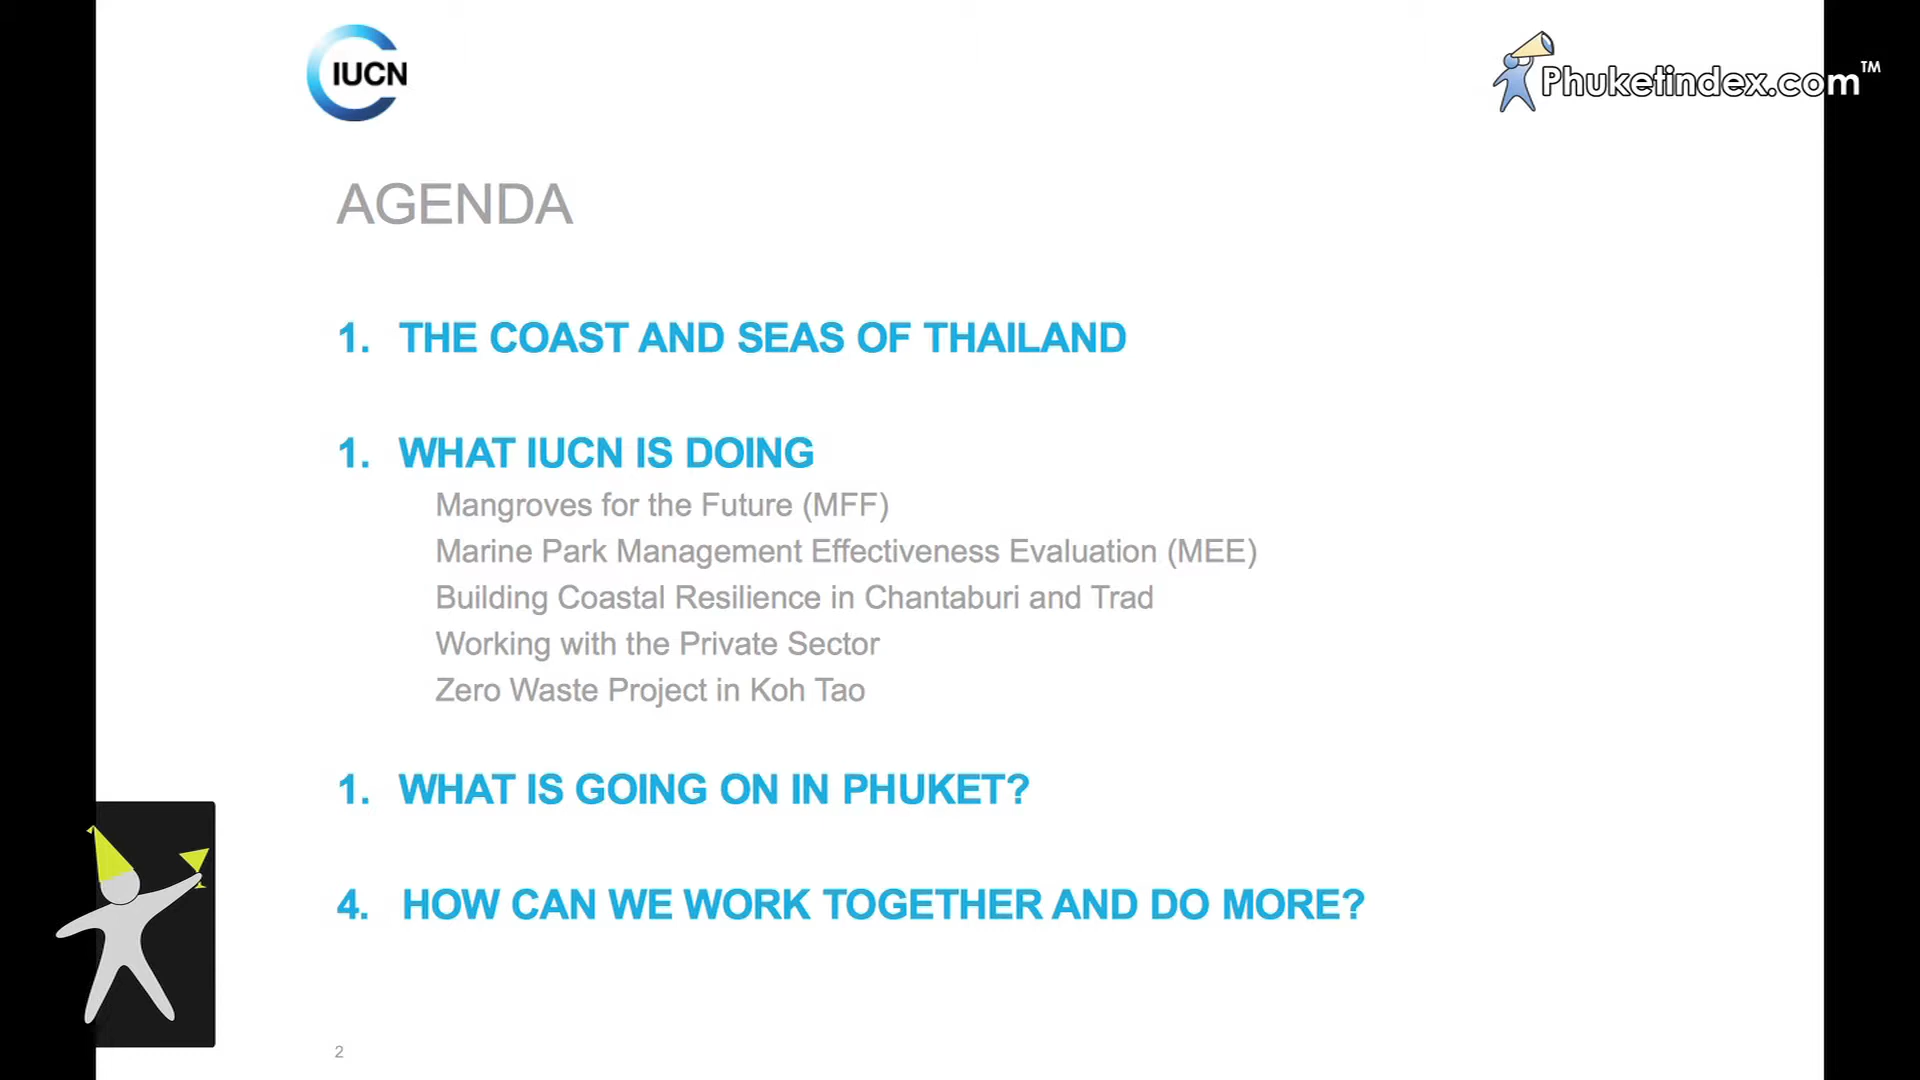 IUCN
Phuketindex.com™
AGENDA
1. THE COAST AND SEAS OF THAILAND
1. WHAT IUCN IS DOING
Mangroves for the Future (MFF)
Marine Park Management Effectiveness Evaluation (MEE)
Building Coastal Resilience in Chantaburi and Trad
Working with the Private Sector
Zero Waste Project in Koh Tao
1. WHAT IS GOING ON IN PHUKET?
4. HOW CAN WE WORK TOGETHER AND DO MORE?
2